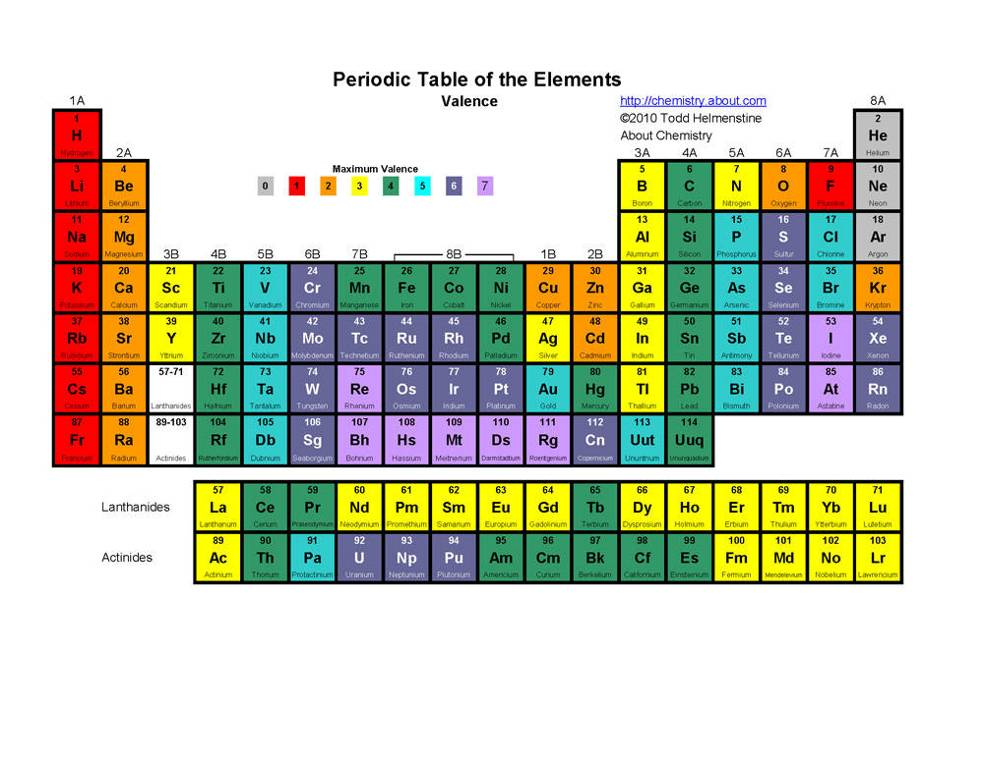 Periodic Table of the Elements
1A Valence http://chemistry.about.com 8A
1 ©2010 Todd Helmenstine 2
H About Chemistry He
Hydrogen 2A 3A 4A 5A 6A 7A Helium
3 4 Maximum Valence 5 6 7 8 9 10
Li Be 0 1 2 3 4 5 6 7 B C N O F Ne
Lithium Beryllium Boron Carbon Nitrogen Oxygen Fluorine Neon
11 12 13 14 15 16 17 18
Na Mg Al Si P S Cl Ar
Sodium Magnesium 3B 4B 5B 6B 7B 8B 1B 2B Aluminum Silicon Phosphorus Sulfur Chlorine Argon
19 20 21 22 23 24 25 26 27 28 29 30 31 32 33 34 35 36
K Ca Sc Ti V Cr Mn Fe Co Ni Cu Zn Ga Ge As Se Br Kr
Potassium Calcium Scandium Titanium Vanadium Chromium Manganese Iron Cobalt Nickel Copper Zinc Gallium Germanium Arsenic Selenium Bromine Krypton
37 38 39 40 41 42 43 44 45 46 47 48 49 50 51 52 53 54
Rb Sr Y Zr Nb Mo Tc Ru Rh Pd Ag Cd In Sn Sb Te I Xe
Rubidium Strontium Yttrium Zirconium Niobium Molybdenum Technetium Ruthenium Rhodium Palladium Silver Cadmium Indium Tin Antimony Tellurium Iodine Xenon
55 56 57-71 72 73 74 75 76 77 78 79 80 81 82 83 84 85 86
Cs Ba Hf Ta W Re Os Ir Pt Au Hg Tl Pb Bi Po At Rn
Cesium Barium Lanthanides Hafnium Tantalum Tungsten Rhenium Osmium Iridium Platinum Gold Mercury Thallium Lead Bismuth Polonium Astatine Radon
87 88 89-103 104 105 106 107 108 109 110 111 112 113 114
Fr Ra Rf Db Sg Bh Hs Mt Ds Rg Cn Uut Uuq
Francium Radium Actinides Rutherfordium Dubnium Seaborgium Bohrium Hassium Meitnerium Darmstadtium Roentgenium Copernicium Ununquadium
57 58 59 60 61 62 63 64 65 66 67 68 69 70 71
Lanthanides La Ce Pr Nd Pm Sm Eu Gd Tb Dy Ho Er Tm Yb Lu
Lanthanum Cerium Praseodymium Neodymium Promethium Samarium Europium Gadolinium Terbium Dysprosium Holmium Erbium Thulium Ytterbium Lutetium
89 90 91 92 93 94 95 96 97 98 99 100 101 102 103
Actinides Ac Th Pa U Np Pu Am Cm Bk Cf Es Fm Md No Lr
Actinium Thorium Protactinium Uranium Neptunium Plutonium Americium Curium Berkelium Californium Einsteinium Fermium Mendelevium Nobelium Lawrencium